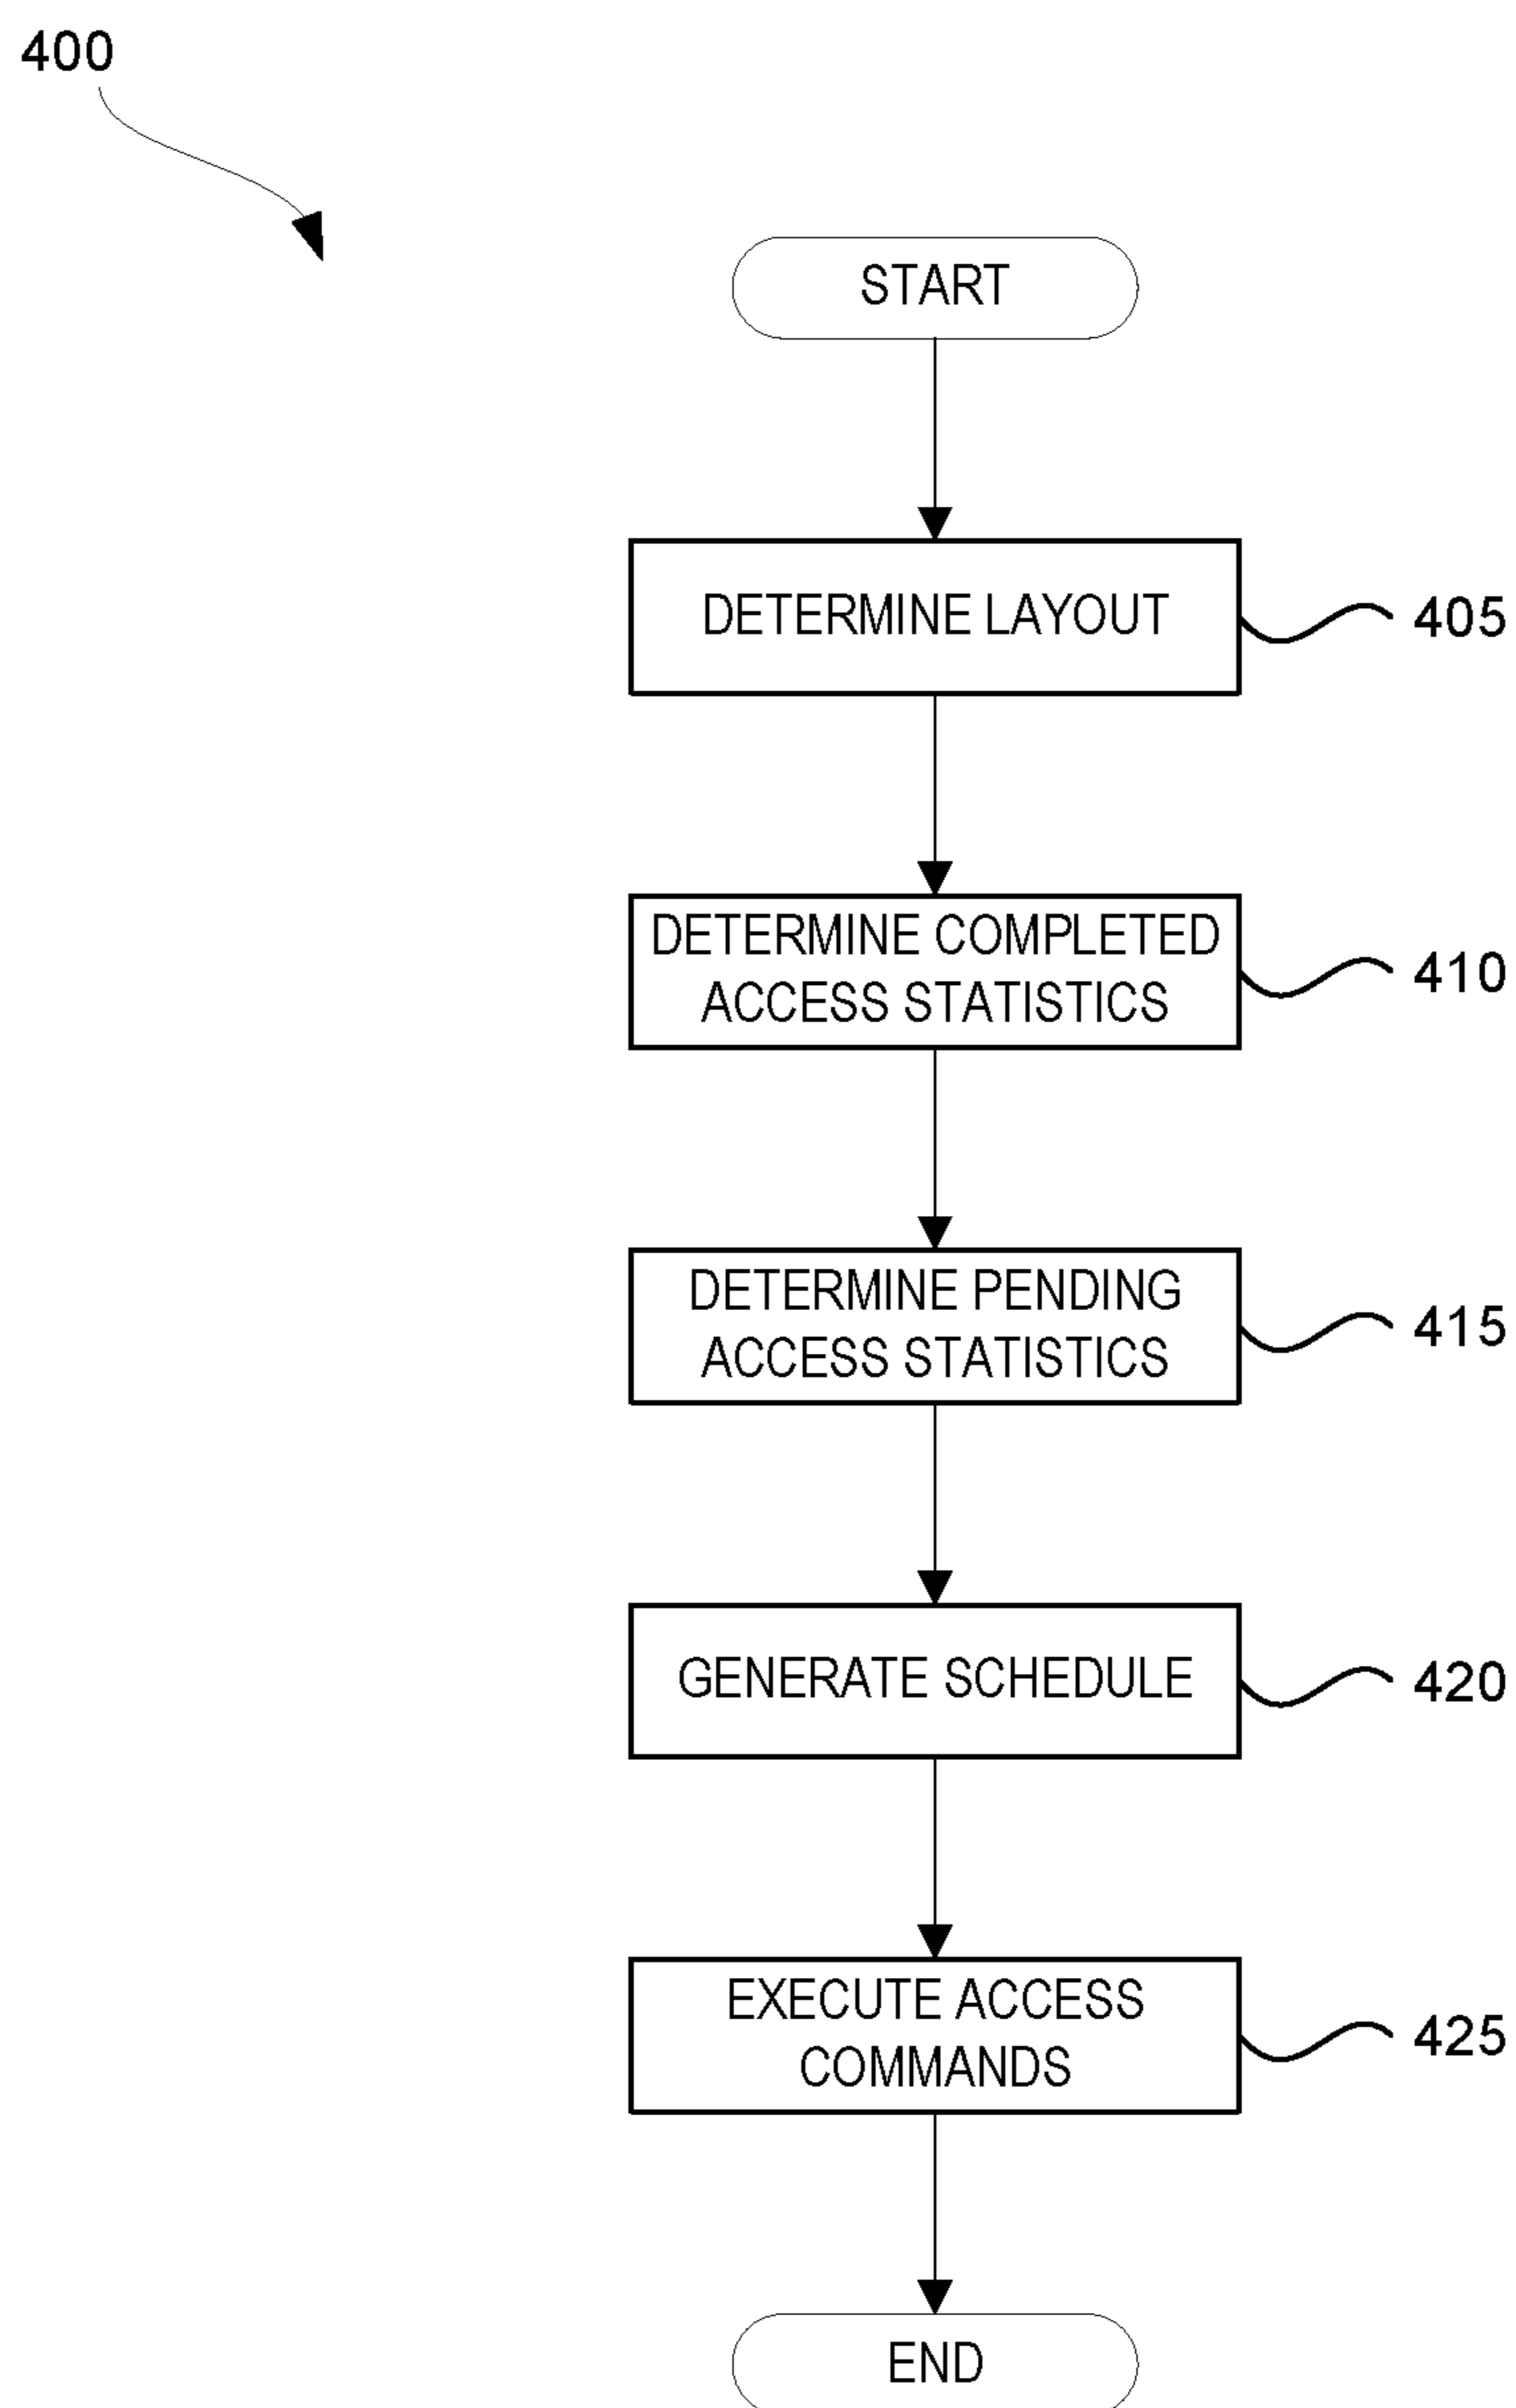 400
START
DETERMINE LAYOUT
405
DETERMINE COMPLETED
ACCESS STATISTICS
410
DETERMINE PENDING
ACCESS STATISTICS
415
GENERATE SCHEDULE
420
EXECUTE ACCESS
COMMANDS
425
END